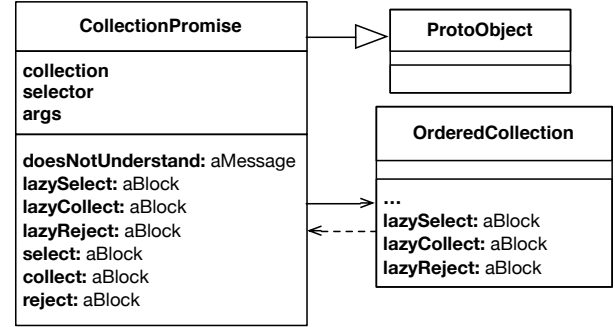 CollectionPromise
collection
selector
args
doesNotUnderstand: aMessage
lazySelect: aBlock
lazyCollect: aBlock
lazyReject: aBlock
select: aBlock
collect: aBlock
reject: aBlock
ProtoObject
OrderedCollection
...
lazySelect: aBlock
lazyCollect: aBlock
lazyReject: aBlock